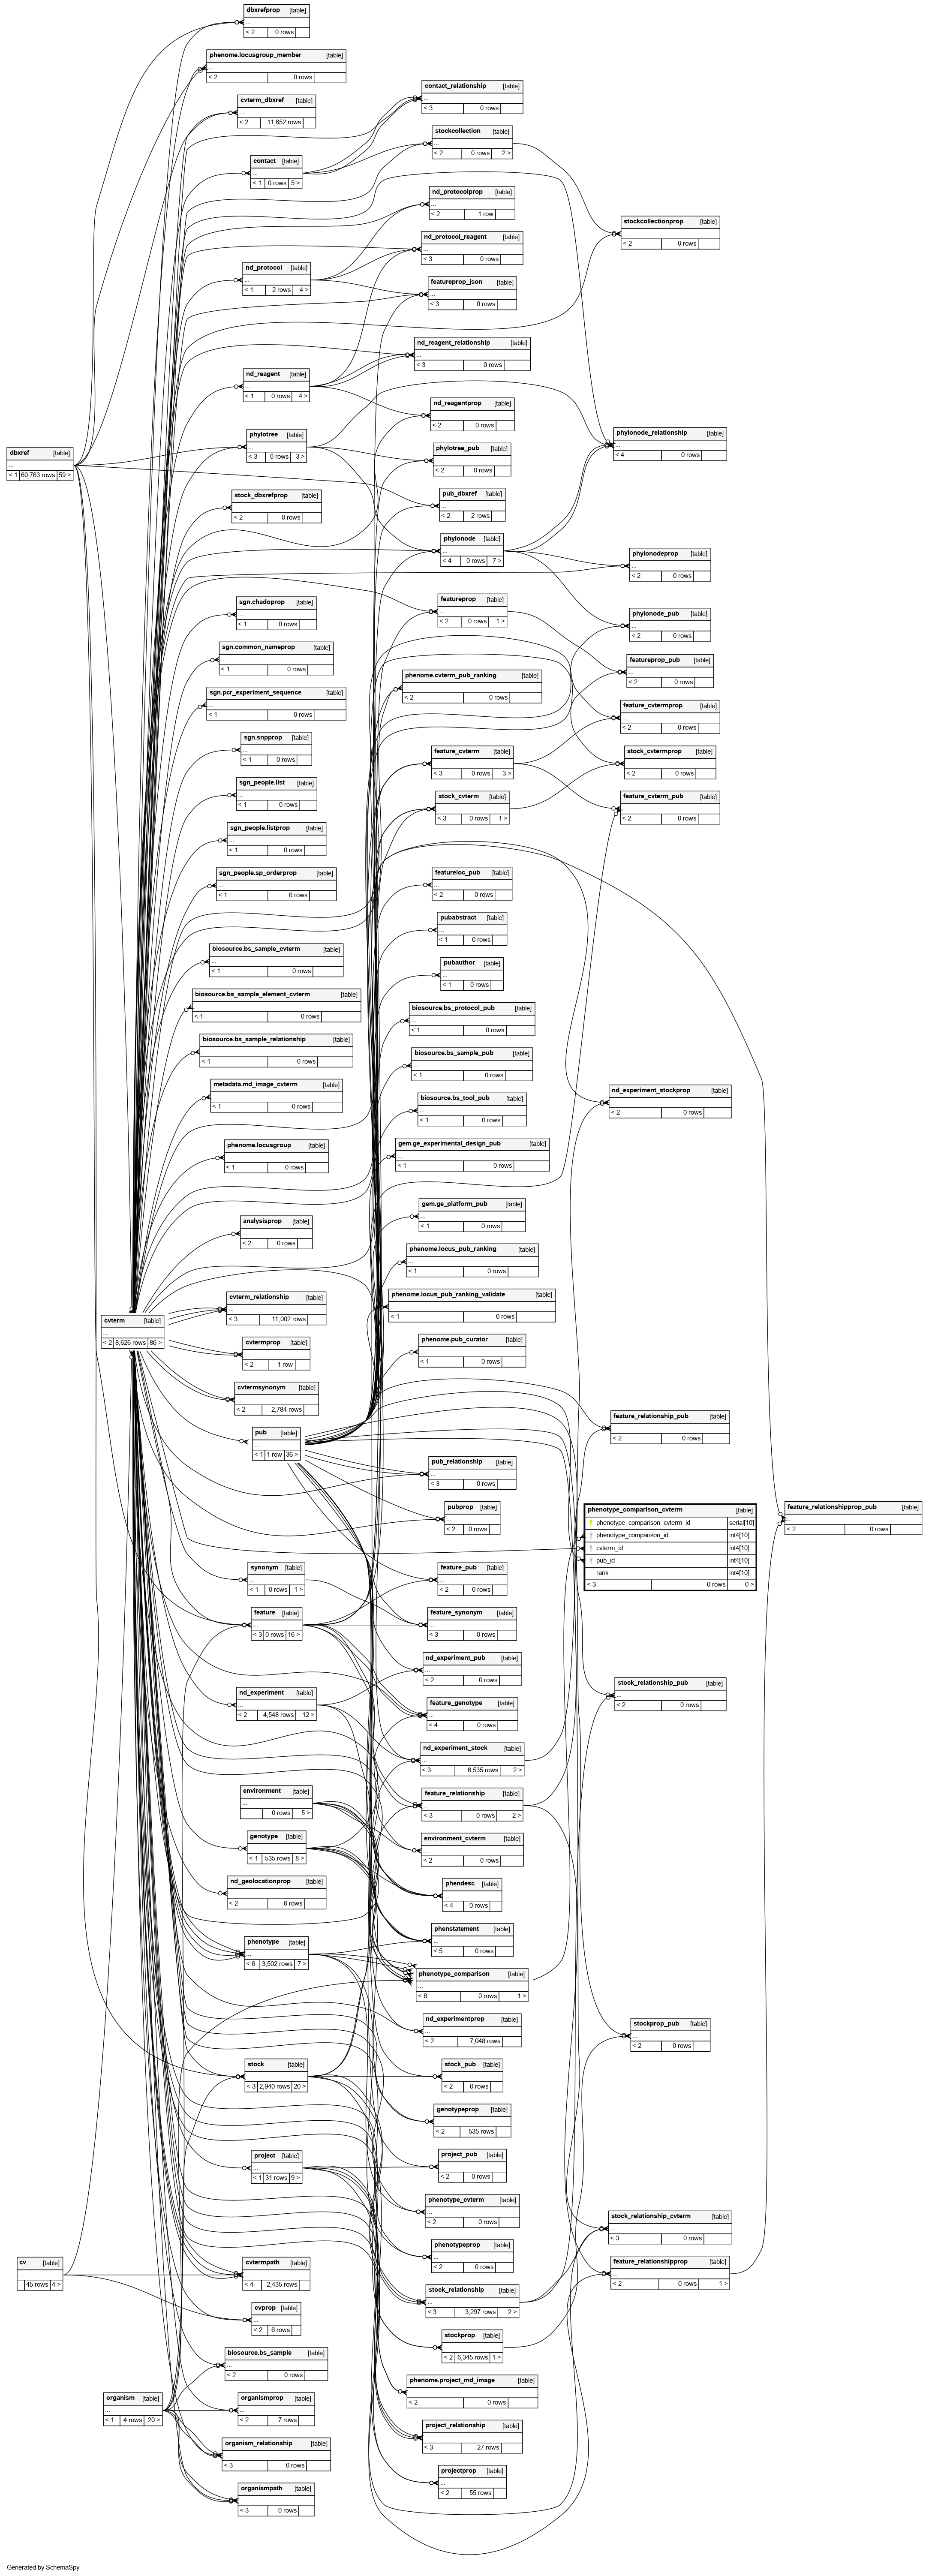 dbxrefprop [table]
...
< 2 0 rows
phenome.locusgroup_member [table]
...
< 2 0 rows
contact_relationship [table]
...
< 3 0 rows
cvterm_dbxref [table]
...
< 2 11,652 rows
stockcollection [table]
...
< 2 0 rows 2 >
contact [table]
...
< 1 0 rows 5 >
nd_protocolprop [table]
...
< 2 1 row
stockcollectionprop [table]
...
< 2 0 rows
nd_protocol_reagent [table]
...
< 3 0 rows
nd_protocol [table]
...
< 1 2 rows 4 >
featureprop_json [table]
...
< 3 0 rows
nd_reagent_relationship [table]
...
< 3 0 rows
nd_reagent [table]
...
< 1 0 rows 4 >
nd_reagentprop [table]
...
< 2 0 rows
phylotree [table]
...
< 3 0 rows 3 >
phylonode_relationship [table]
...
< 4 0 rows
dbxref [table]
...
< 1 60,763 rows 59 >
phylotree_pub [table]
...
< 2 0 rows
stock_dbxrefprop [table]
...
< 2 0 rows
pub_dbxref [table]
...
< 2 2 rows
phylonode [table]
...
< 4 0 rows 7 >
phylonodeprop [table]
...
< 2 0 rows
sgn.chadoprop [table]
...
< 1 0 rows
featureprop [table]
...
< 2 0 rows 1 >
phylonode_pub [table]
...
< 2 0 rows
sgn.common_nameprop [table]
...
< 1 0 rows
featureprop_pub [table]
...
< 2 0 rows
phenome.cvterm_pub_ranking [table]
...
< 2 0 rows
sgn.pcr_experiment_sequence [table]
...
< 1 0 rows
feature_cvtermprop [table]
...
< 2 0 rows
sgn.snpprop [table]
...
< 1 0 rows
feature_cvterm [table]
...
< 3 0 rows 3 >
stock_cvtermprop [table]
...
< 2 0 rows
sgn_people.list [table]
...
< 1 0 rows
stock_cvterm [table]
...
< 3 0 rows 1 >
feature_cvterm_pub [table]
...
< 2 0 rows
sgn_people.listprop [table]
...
< 1 0 rows
sgn_people.sp_orderprop [table]
...
< 1 0 rows
featureloc_pub [table]
...
< 2 0 rows
pubabstract [table]
...
< 1 0 rows
biosource.bs_sample_cvterm [table]
...
< 1 0 rows
pubauthor [table]
...
< 1 0 rows
biosource.bs_sample_element_cvterm [table]
...
< 1 0 rows
biosource.bs_protocol_pub [table]
...
< 1 0 rows
biosource.bs_sample_relationship [table]
...
< 1 0 rows
biosource.bs_sample_pub [table]
...
< 1 0 rows
metadata.md_image_cvterm [table]
...
< 1 0 rows
biosource.bs_tool_pub [table]
...
< 1 0 rows
nd_experiment_stockprop [table]
...
< 2 0 rows
phenome.locusgroup [table]
...
< 1 0 rows
gem.ge_experimental_design_pub [table]
...
< 1 0 rows
gem.ge_platform_pub [table]
...
< 1 0 rows
analysisprop [table]
...
< 2 0 rows
phenome.locus_pub_ranking [table]
...
< 1 0 rows
cvterm_relationship [table]
...
< 3 11,002 rows
phenome.locus_pub_ranking_validate [table]
...
< 1 0 rows
cvterm [table]
...
< 2 8,626 rows 86 >
cvtermprop [table]
...
< 2 1 row
phenome.pub_curator [table]
...
< 1 0 rows
cvtermsynonym [table]
...
< 2 2,784 rows
pub [table]
...
< 1 1 row 36 >
feature_relationship_pub [table]
...
< 2 0 rows
pub_relationship [table]
...
< 3 0 rows
pubprop [table]
...
< 2 0 rows
phenotype_comparison_cvterm [table]
phenotype_comparison_cvterm_id serial[10]
phenotype_comparison_id int4[10]
cvterm_id int4[10]
pub_id int4[10]
rank int4[10]
< 3 0 rows 0 >
feature_relationshipprop_pub [table]
...
< 2 0 rows
synonym [table]
...
< 1 0 rows 1 >
feature_pub [table]
...
< 2 0 rows
feature [table]
...
< 3 0 rows 16 >
feature_synonym [table]
...
< 3 0 rows
nd_experiment_pub [table]
...
< 2 0 rows
nd_experiment [table]
...
< 2 4,548 rows 12 >
feature_genotype [table]
...
< 4 0 rows
stock_relationship_pub [table]
...
< 2 0 rows
nd_experiment_stock [table]
...
< 3 6,535 rows 2 >
environment [table]
...
0 rows 5 >
feature_relationship [table]
...
< 3 0 rows 2 >
genotype [table]
...
< 1 535 rows 8 >
environment_cvterm [table]
...
< 2 0 rows
nd_geolocationprop [table]
...
< 2 6 rows
phendesc [table]
...
< 4 0 rows
phenotype [table]
...
< 6 3,502 rows 7 >
phenstatement [table]
...
< 5 0 rows
phenotype_comparison [table]
...
< 8 0 rows 1 >
nd_experimentprop [table]
...
< 2 7,048 rows
stockprop_pub [table]
...
< 2 0 rows
stock [table]
...
< 3 2,940 rows 20 >
stock_pub [table]
...
< 2 0 rows
genotypeprop [table]
...
< 2 535 rows
project [table]
...
< 1 31 rows 9 >
project_pub [table]
...
< 2 0 rows
phenotype_cvterm [table]
...
< 2 0 rows
stock_relationship_cvterm [table]
...
< 3 0 rows
phenotypeprop [table]
...
< 2 0 rows
cv [table]
...
45 rows 4 >
cvtermpath [table]
...
< 4 2,435 rows
feature_relationshipprop [table]
...
< 2 0 rows 1 >
stock_relationship [table]
...
< 3 3,297 rows 2 >
cvprop [table]
...
< 2 6 rows
stockprop [table]
...
< 2 6,345 rows 1 >
biosource.bs_sample [table]
...
< 2 0 rows
phenome.project_md_image [table]
...
< 2 0 rows
organism [table]
...
< 1 4 rows 20 >
organismprop [table]
...
< 2 7 rows
project_relationship [table]
...
< 3 27 rows
organism_relationship [table]
...
< 3 0 rows
projectprop [table]
...
< 2 55 rows
organismpath [table]
...
< 3 0 rows
Generated by SchemaSpy